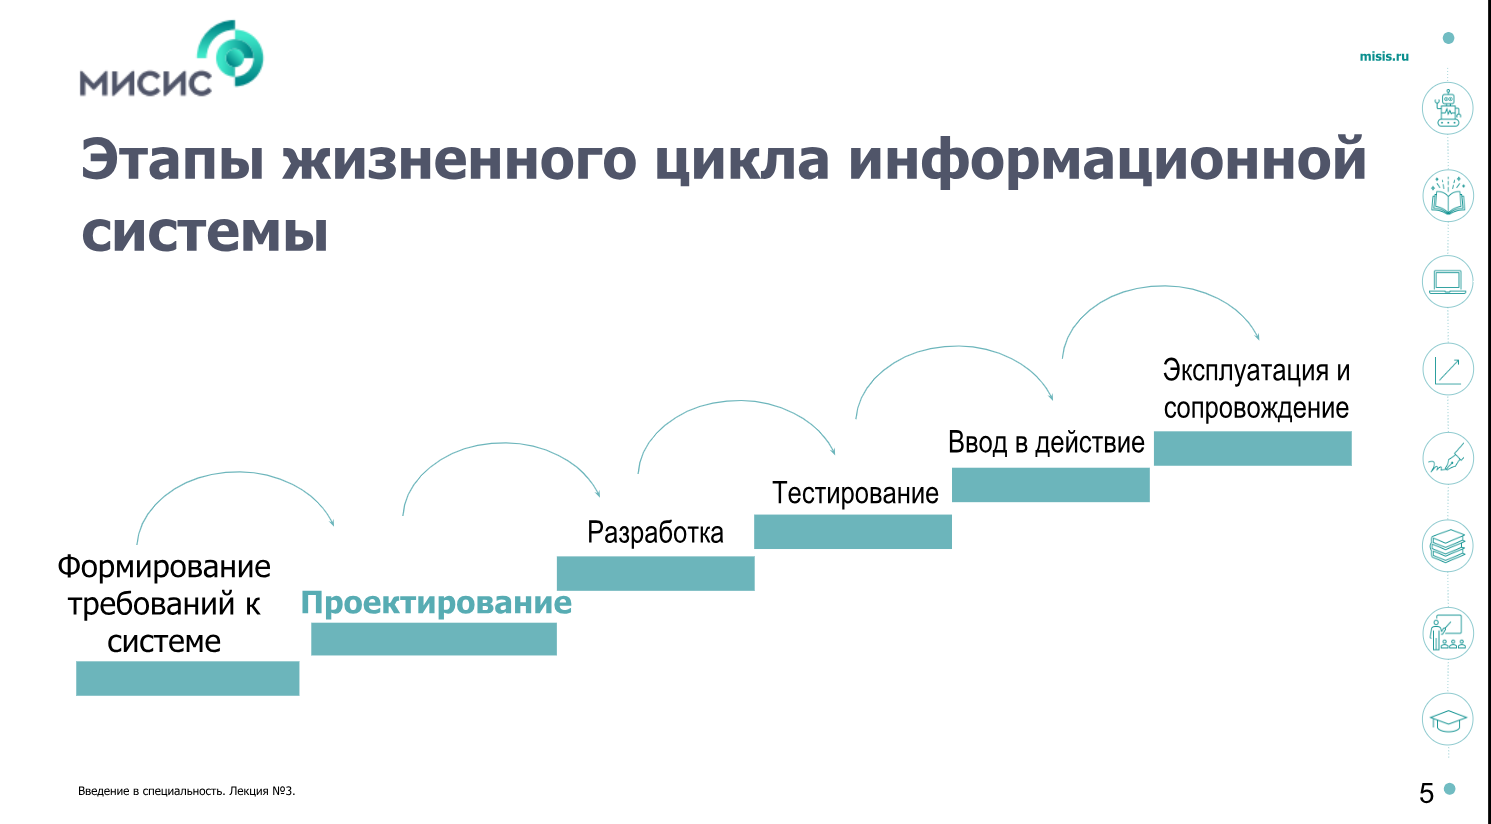 МИСИС
misis.ru
Этапы жизненного цикла информационной
системы
Формирование
требований к
системе
Проектирование
Разработка
Тестирование
Ввод в действие
Эксплуатация и
сопровождение
Введение в специальность. Лекция №3.
5